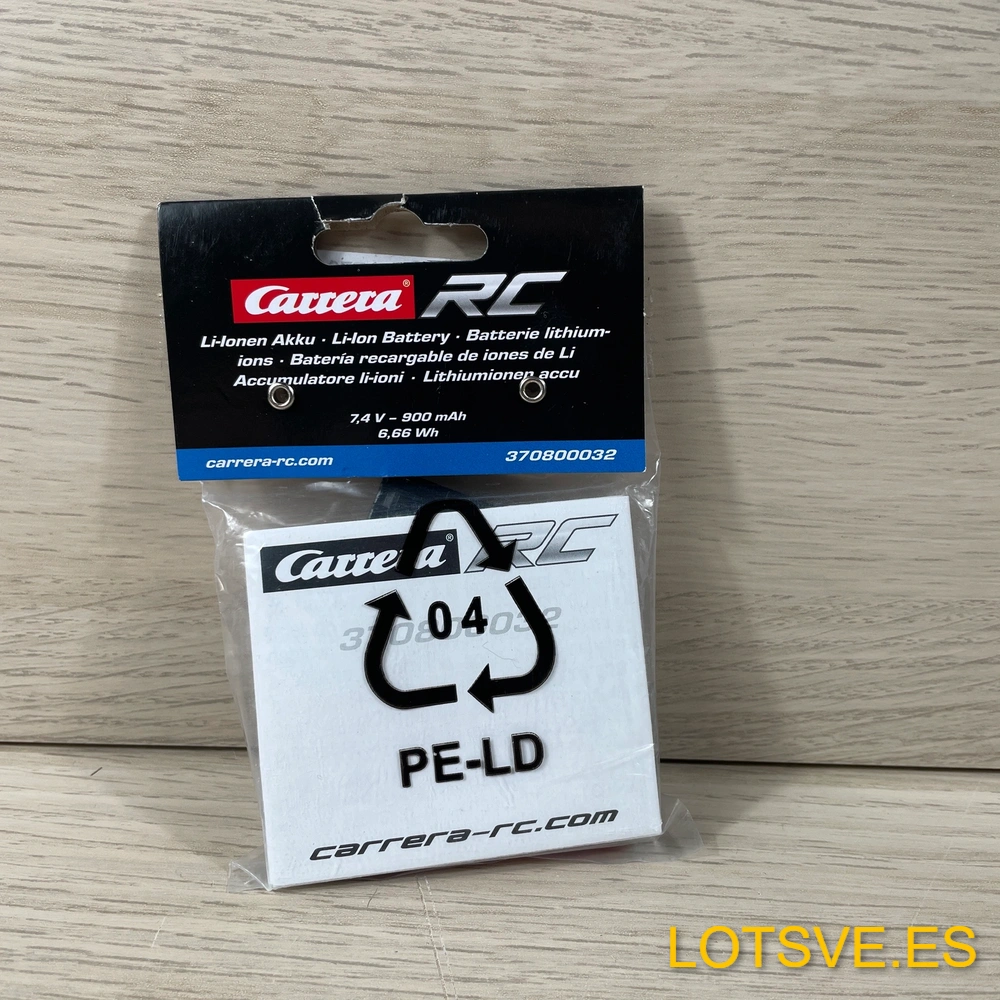 Carrera® RC
Li-Ionen Akku · Li-Ion Battery · Batterie lithium-
ions · Batería recargable de iones de Li
Accumulatore li-ioni · Lithiumionen accu
7,4 V – 900 mAh
6,66 Wh
carrera-rc.com 370800032
Carrera® RC
370800032
04
PE-LD
carrera-rc.com
LOTSVE.ES